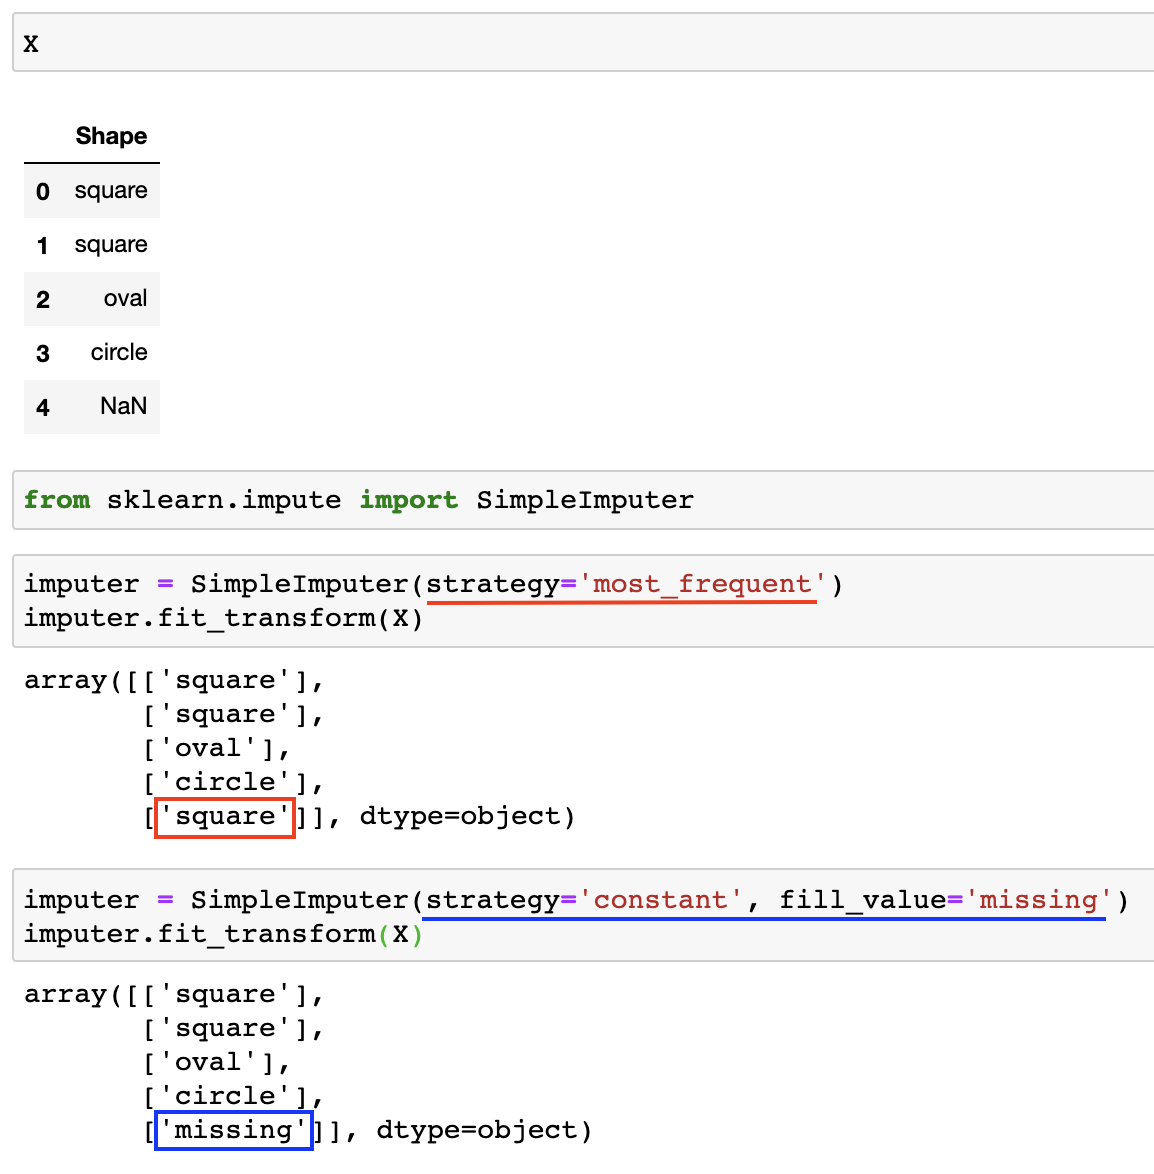 X
Shape
0 square
1 square
2 oval
3 circle
4 NaN
from sklearn.impute import SimpleImputer
imputer = SimpleImputer(strategy='most_frequent')
imputer.fit_transform(X)
array([['square'],
       ['square'],
       ['oval'],
       ['circle'],
       ['square']], dtype=object)
imputer = SimpleImputer(strategy='constant', fill_value='missing')
imputer.fit_transform(X)
array([['square'],
       ['square'],
       ['oval'],
       ['circle'],
       ['missing']], dtype=object)